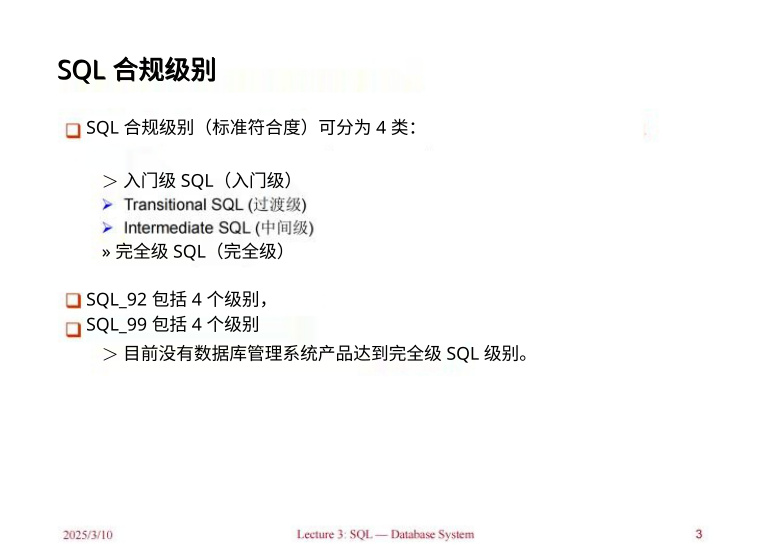 SQL 合规级别
❑ SQL 合规级别（标准符合度）可分为 4 类：
＞ 入门级 SQL（入门级）
➢ Transitional SQL (过渡级)
➢ Intermediate SQL (中间级)
» 完全级 SQL（完全级）
❑ SQL_92 包括 4 个级别，
❑ SQL_99 包括 4 个级别
＞ 目前没有数据库管理系统产品达到完全级 SQL 级别。
2025/3/10 Lecture 3: SQL — Database System 3